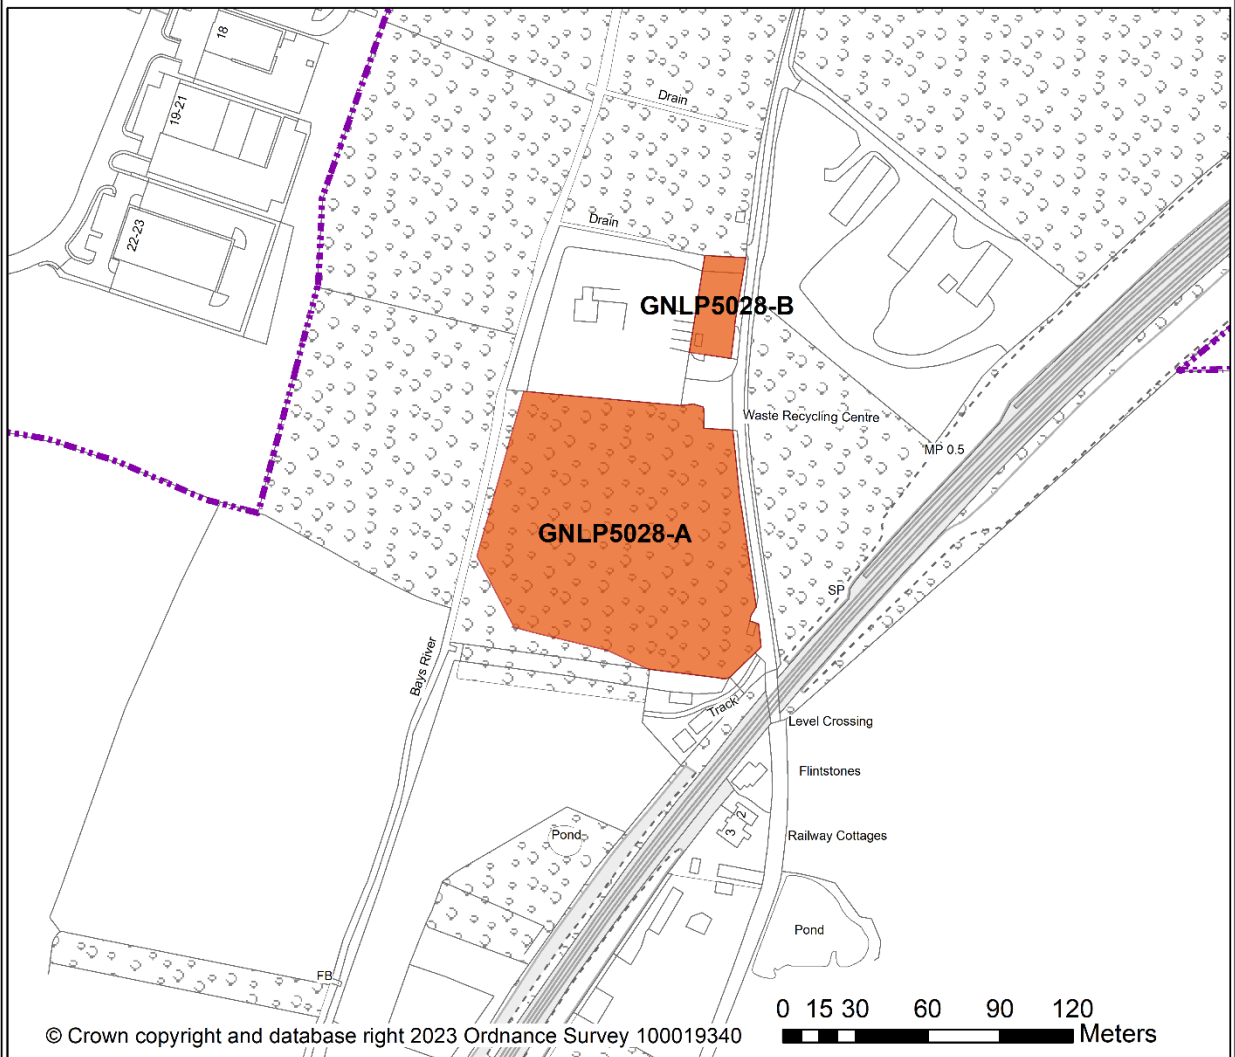 18
19-21
22-23
Drain
Drain
GNLP5028-B
Waste Recycling Centre
MP 0.5
GNLP5028-A
SP
Bays River
Track
Level Crossing
Flintstones
2
3
Railway Cottages
Pond
Pond
FB
0 15 30 60 90 120
Meters
© Crown copyright and database right 2023 Ordnance Survey 100019340